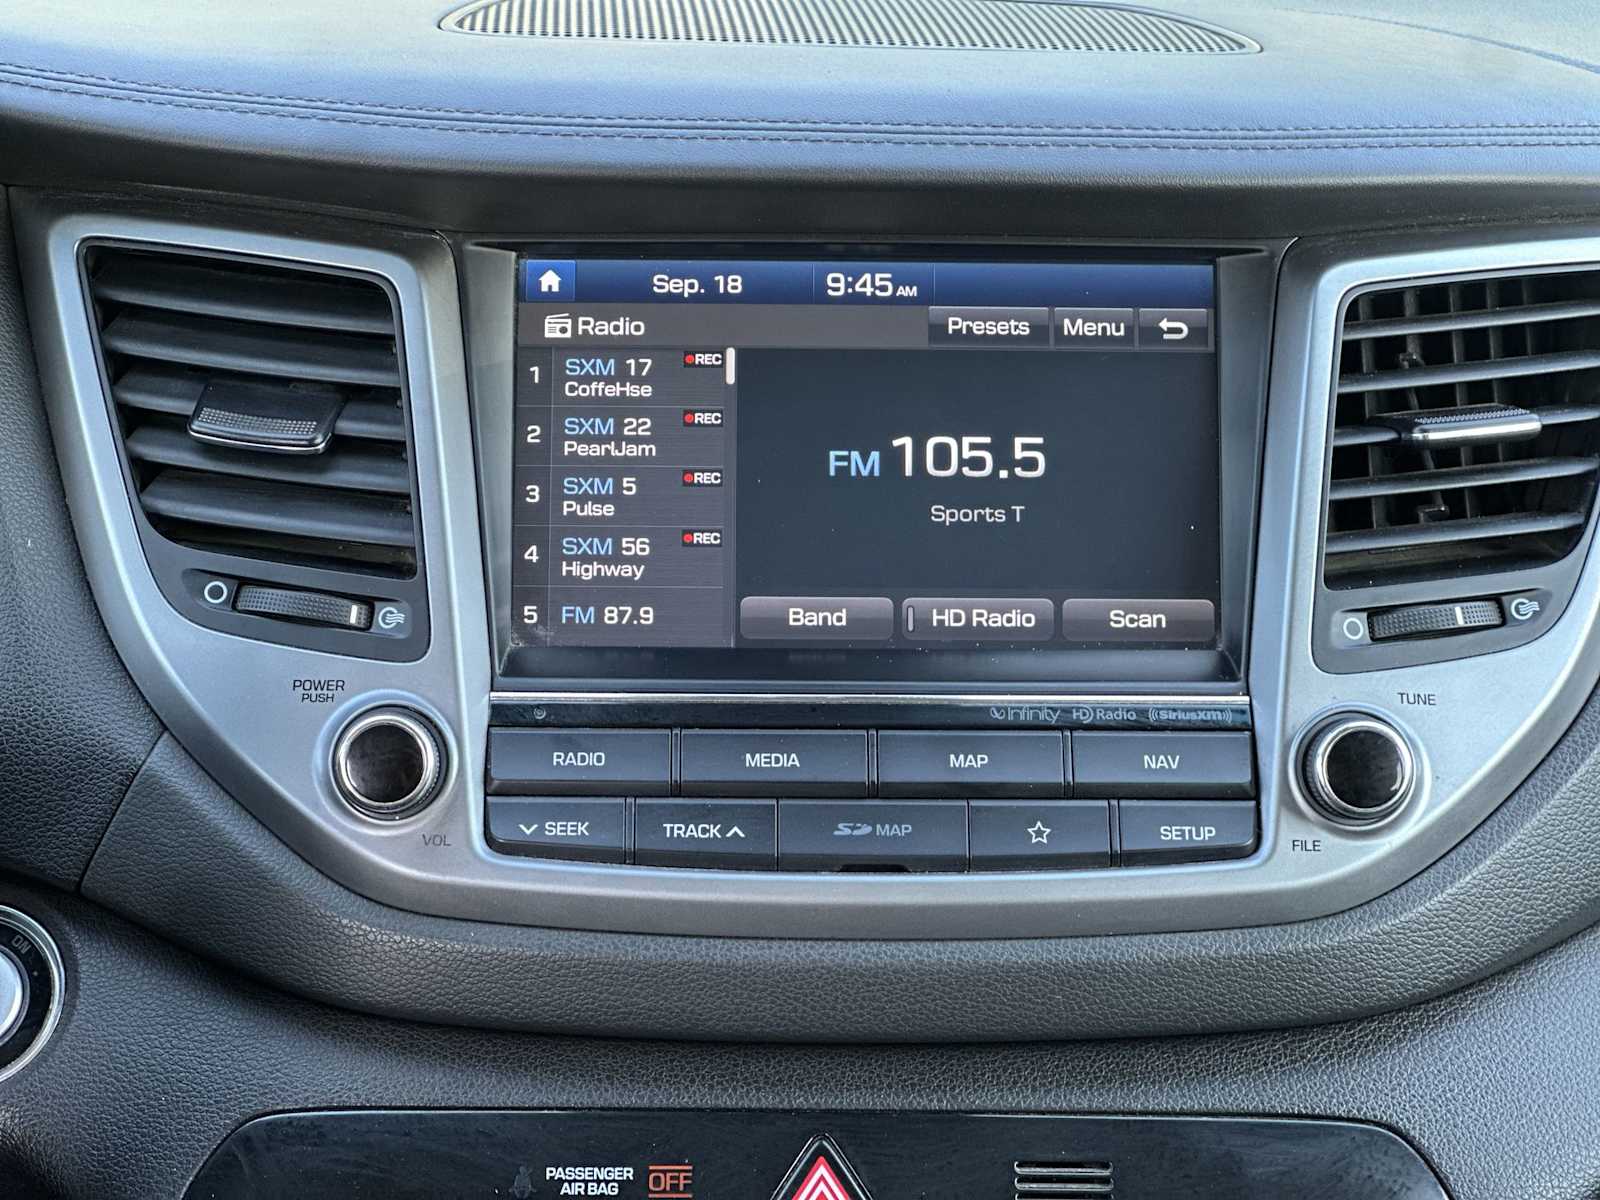 Sep. 18 9:45 AM
Radio Presets Menu
1 SXM 17 REC
CoffeHse
2 SXM 22 REC
PearlJam
3 SXM 5 REC
Pulse
4 SXM 56 REC
Highway
5 FM 87.9
FM 105.5
Sports T
Band HD Radio Scan
POWER
PUSH
VOL
TUNE
FILE
Infinity HD Radio ((SiriusXM))
RADIO MEDIA MAP NAV
SEEK TRACK SD MAP SETUP
ON
PASSENGER
AIR BAG OFF